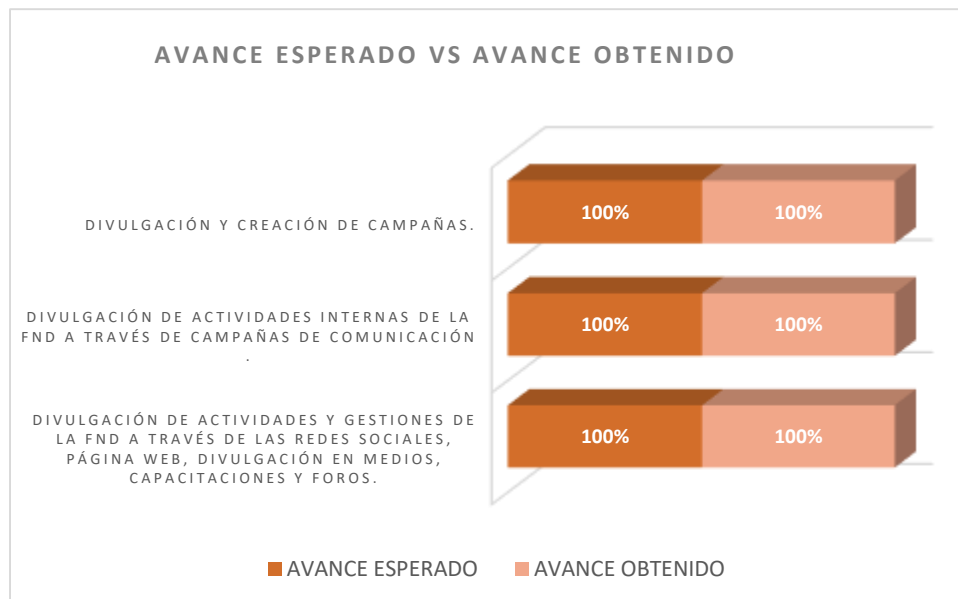 AVANCE ESPERADO VS AVANCE OBTENIDO
DIVULGACIÓN Y CREACIÓN DE CAMPAÑAS.
100%
100%
DIVULGACIÓN DE ACTIVIDADES INTERNAS DE LA
FND A TRAVÉS DE CAMPAÑAS DE COMUNICACIÓN
.
100%
100%
DIVULGACIÓN DE ACTIVIDADES Y GESTIONES DE
LA FND A TRAVÉS DE LAS REDES SOCIALES,
PÁGINA WEB, DIVULGACIÓN EN MEDIOS,
CAPACITACIONES Y FOROS.
100%
100%
AVANCE ESPERADO
AVANCE OBTENIDO